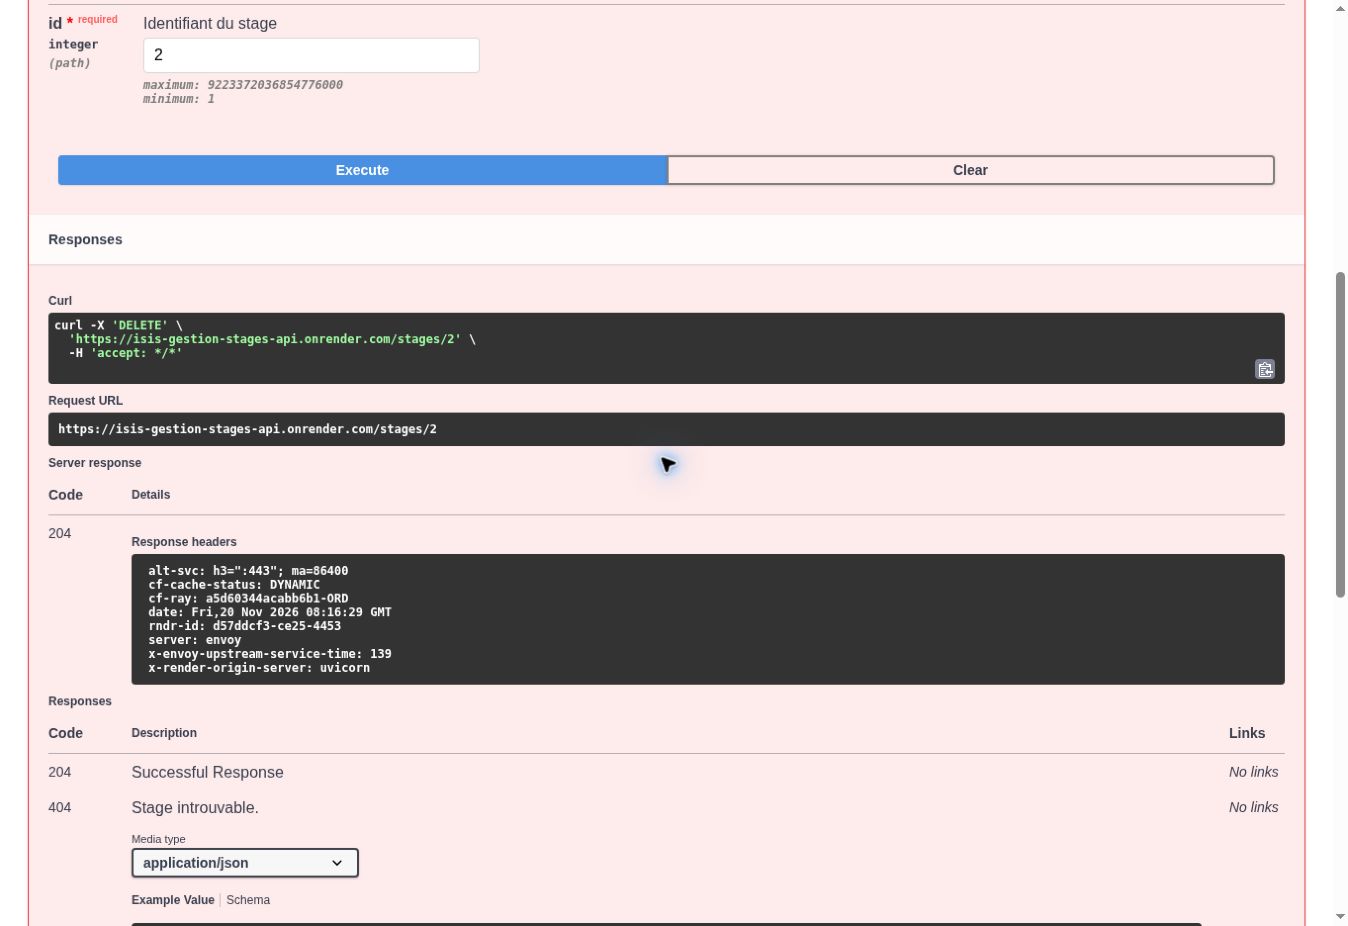 id * required
Identifiant du stage
integer
2
(path)
maximum: 9223372036854776000
minimum: 1
Execute
Clear
Responses
Curl
curl -X 'DELETE' \
'https://isis-gestion-stages-api.onrender.com/stages/2' \
-H 'accept: */*'
Request URL
https://isis-gestion-stages-api.onrender.com/stages/2
Server response
Code Details
204
Response headers
alt-svc: h3=":443"; ma=86400
cf-cache-status: DYNAMIC
cf-ray: a5d60344acabb6b1-ORD
date: Fri,20 Nov 2026 08:16:29 GMT
rndr-id: d57ddcf3-ce25-4453
server: envoy
x-envoy-upstream-service-time: 139
x-render-origin-server: uvicorn
Responses
Code Description Links
204 Successful Response No links
404 Stage introuvable. No links
Media type
application/json
Example Value Schema